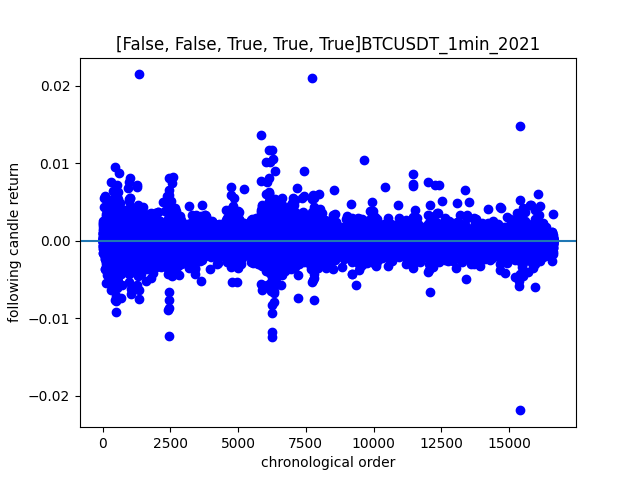 [False, False, True, True, True]BTCUSDT_1min_2021
following candle return
0.02
0.01
0.00
−0.01
−0.02
0 2500 5000 7500 10000 12500 15000
chronological order